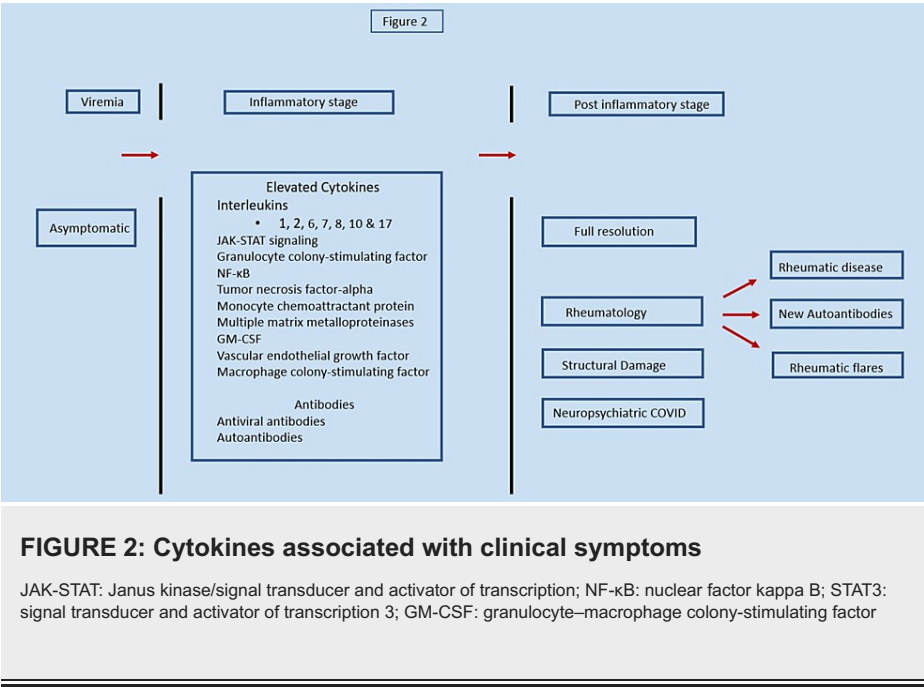 Figure 2
Viremia
Inflammatory stage
Post inflammatory stage
Asymptomatic
Elevated Cytokines
Interleukins
• 1, 2, 6, 7, 8, 10 & 17
JAK-STAT signaling
Granulocyte colony-stimulating factor
NF-κB
Tumor necrosis factor-alpha
Monocyte chemoattractant protein
Multiple matrix metalloproteinases
GM-CSF
Vascular endothelial growth factor
Macrophage colony-stimulating factor
Antibodies
Antiviral antibodies
Autoantibodies
Full resolution
Rheumatology
Structural Damage
Neuropsychiatric COVID
Rheumatic disease
New Autoantibodies
Rheumatic flares
FIGURE 2: Cytokines associated with clinical symptoms
JAK-STAT: Janus kinase/signal transducer and activator of transcription; NF-κB: nuclear factor kappa B; STAT3:
signal transducer and activator of transcription 3; GM-CSF: granulocyte–macrophage colony-stimulating factor